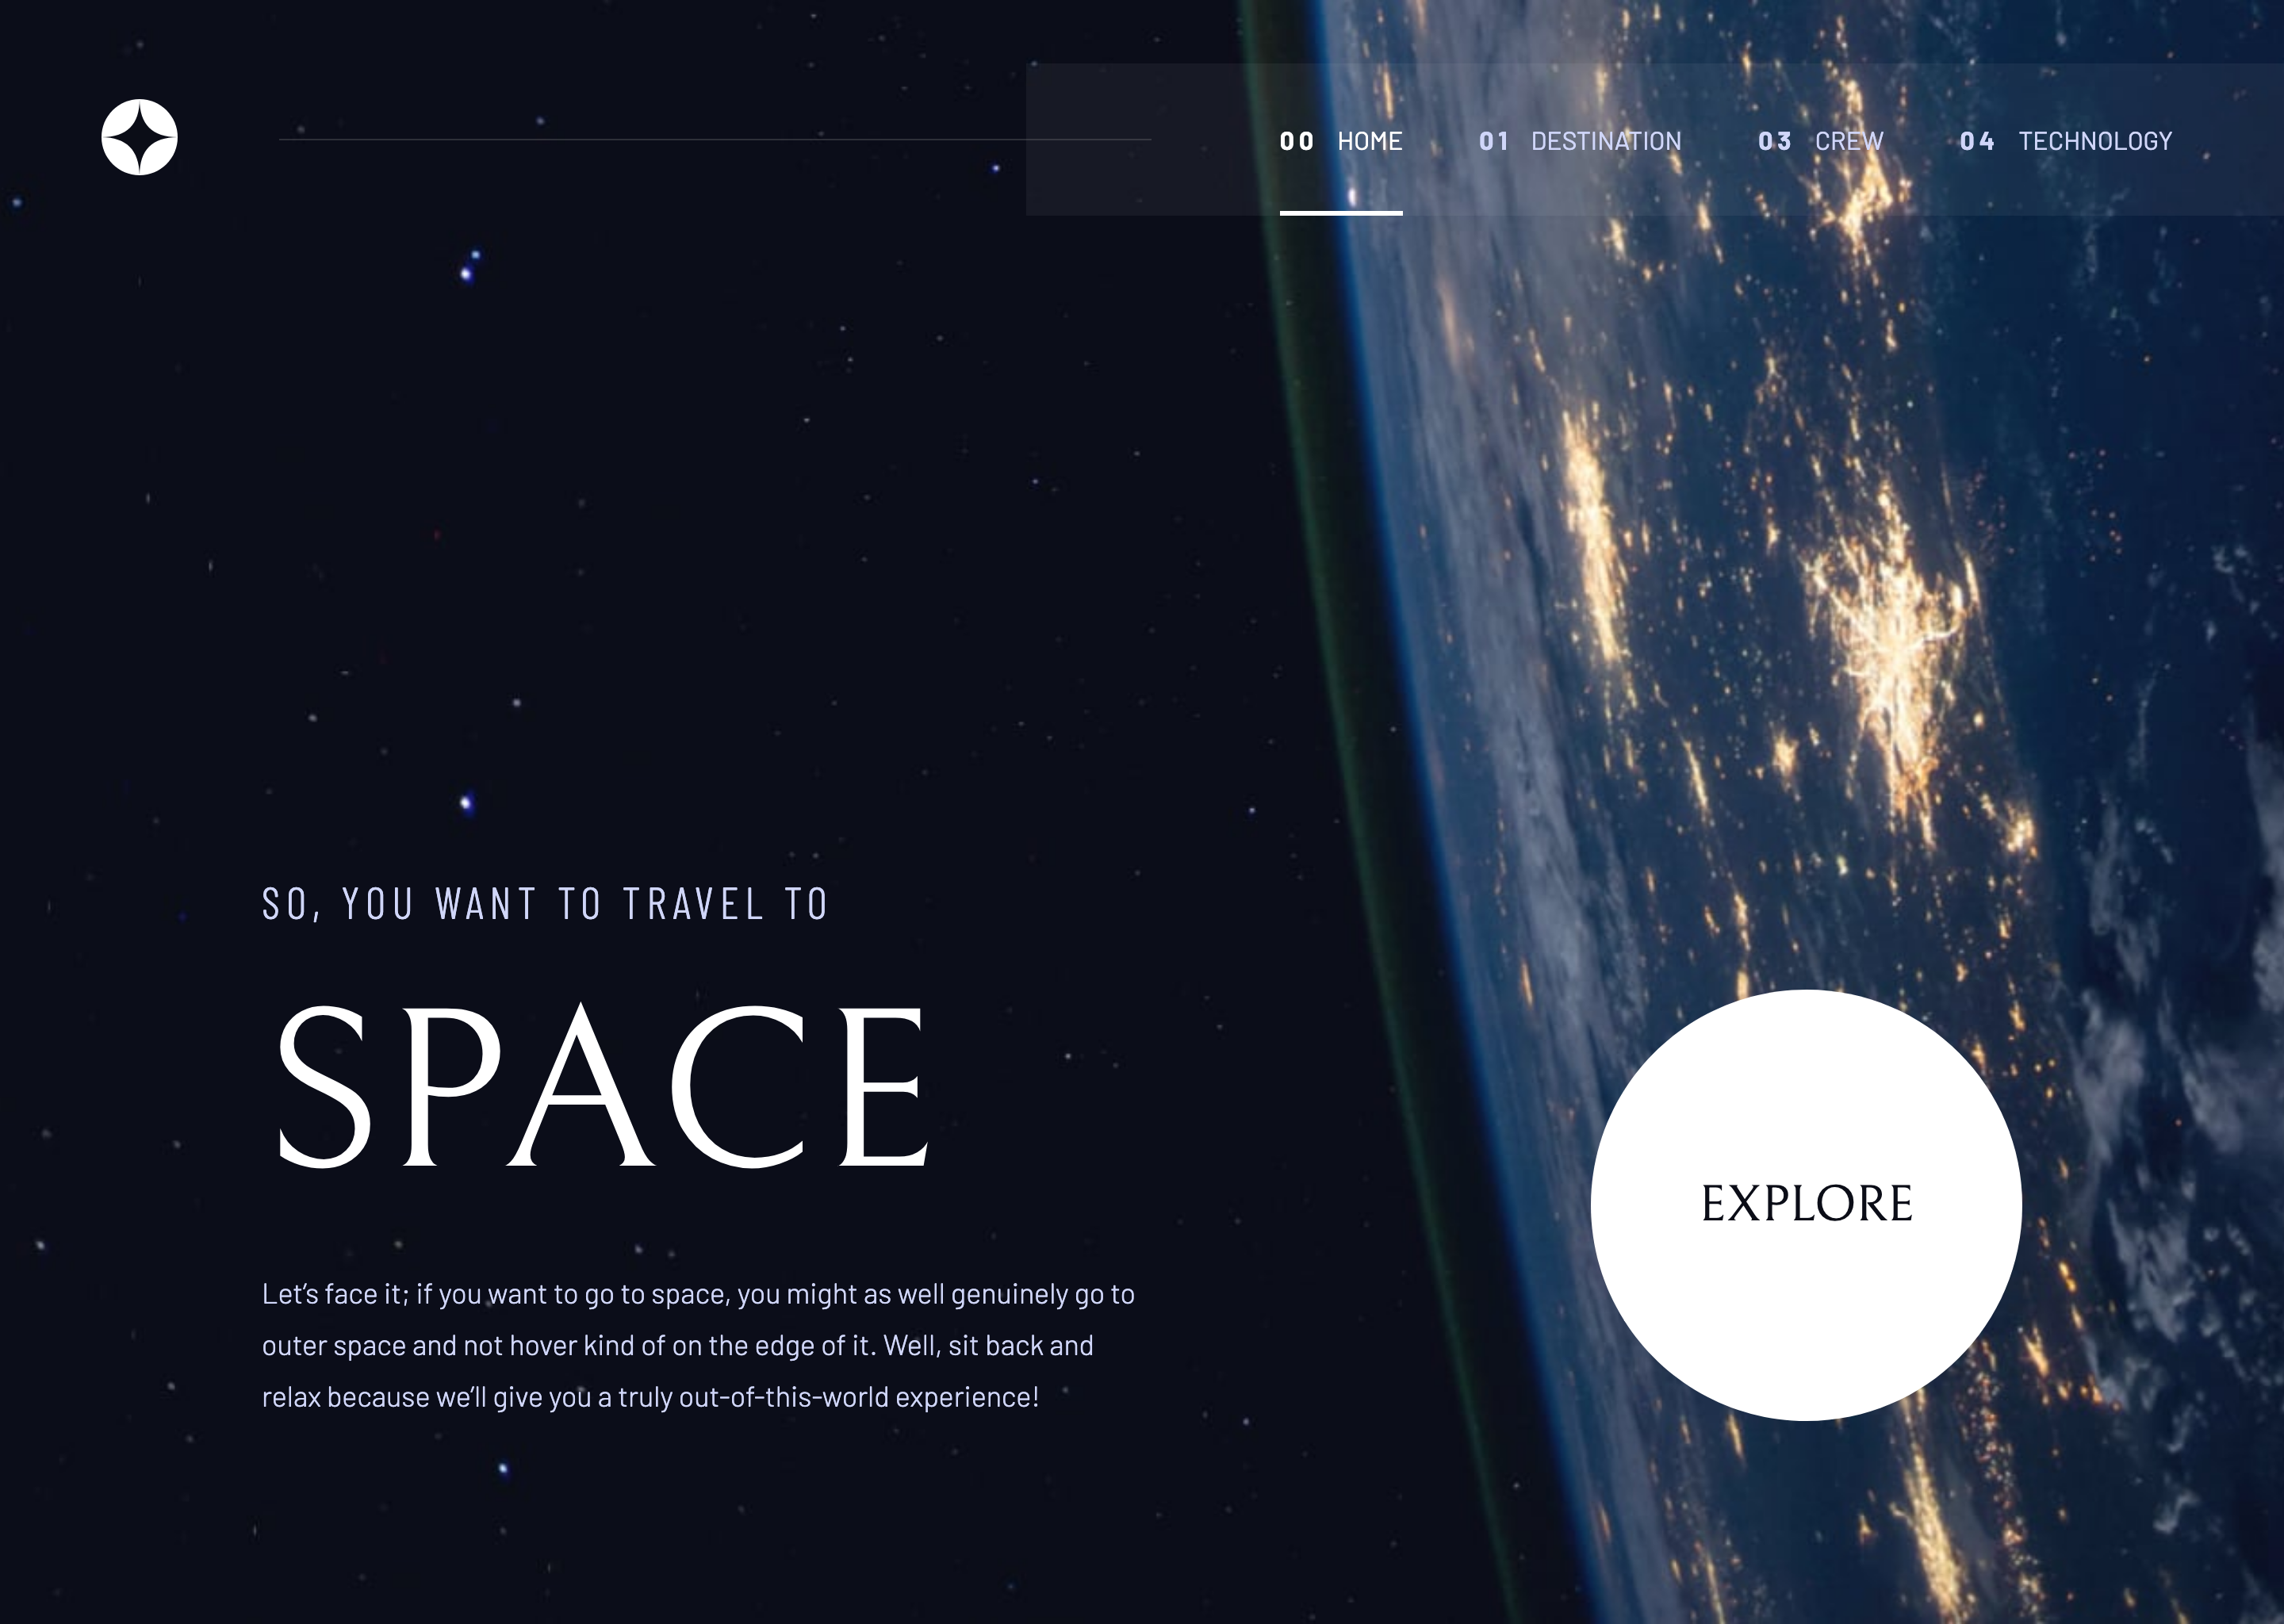 00 HOME 01 DESTINATION 03 CREW 04 TECHNOLOGY
SO, YOU WANT TO TRAVEL TO
SPACE
Let’s face it; if you want to go to space, you might as well genuinely go to
outer space and not hover kind of on the edge of it. Well, sit back and
relax because we’ll give you a truly out-of-this-world experience!
EXPLORE